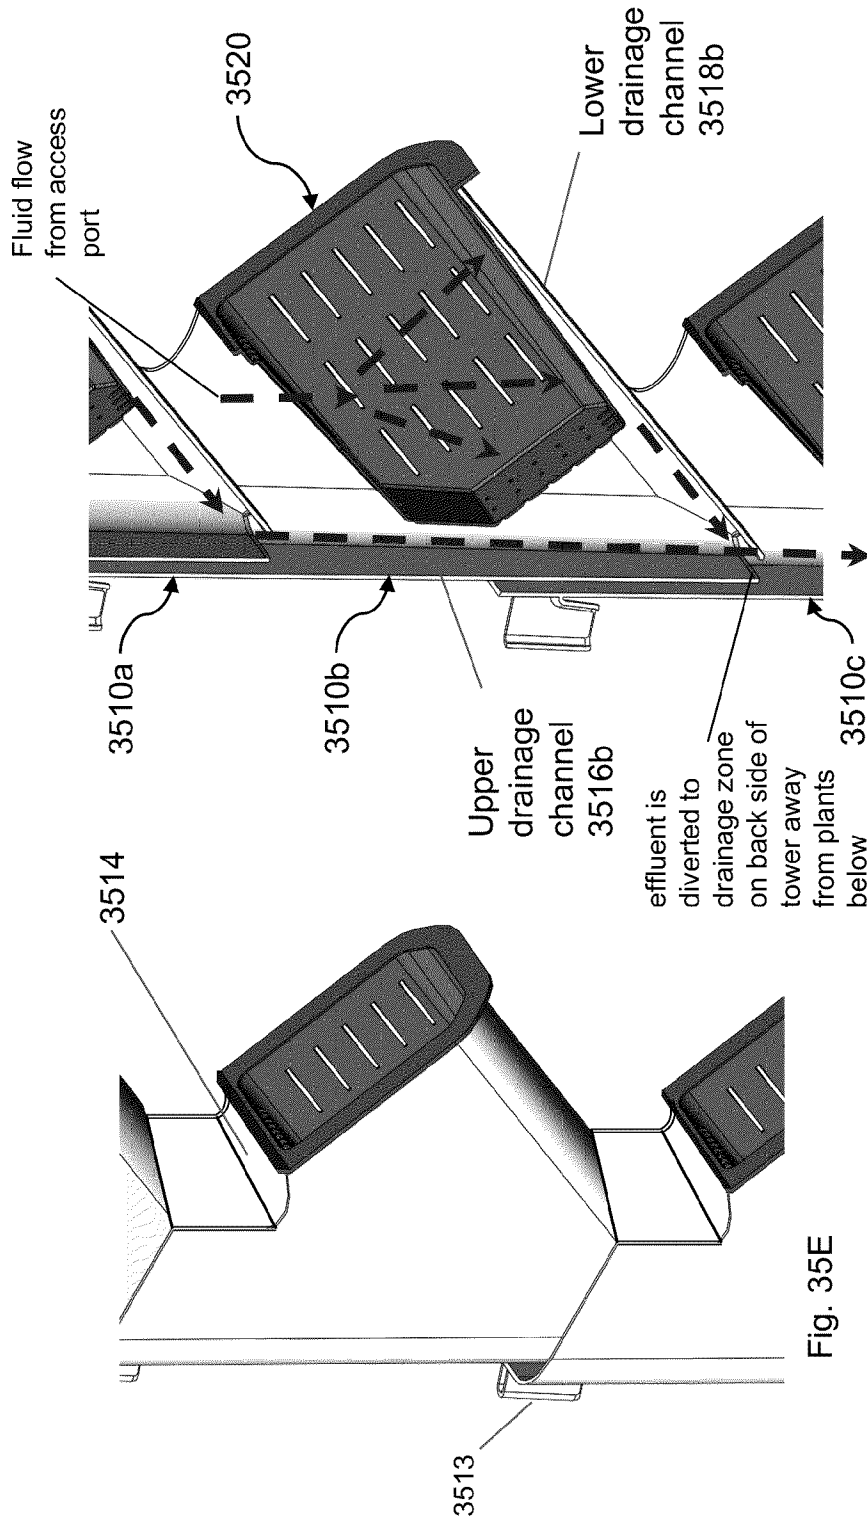 Fluid flow
from access
port
3520
Lower
drainage
channel
3518b
3510a
3510b
3510c
Upper
drainage
channel
3516b
effluent is
diverted to
drainage zone
on back side of
tower away
from plants
below
3514
3513
Fig. 35E